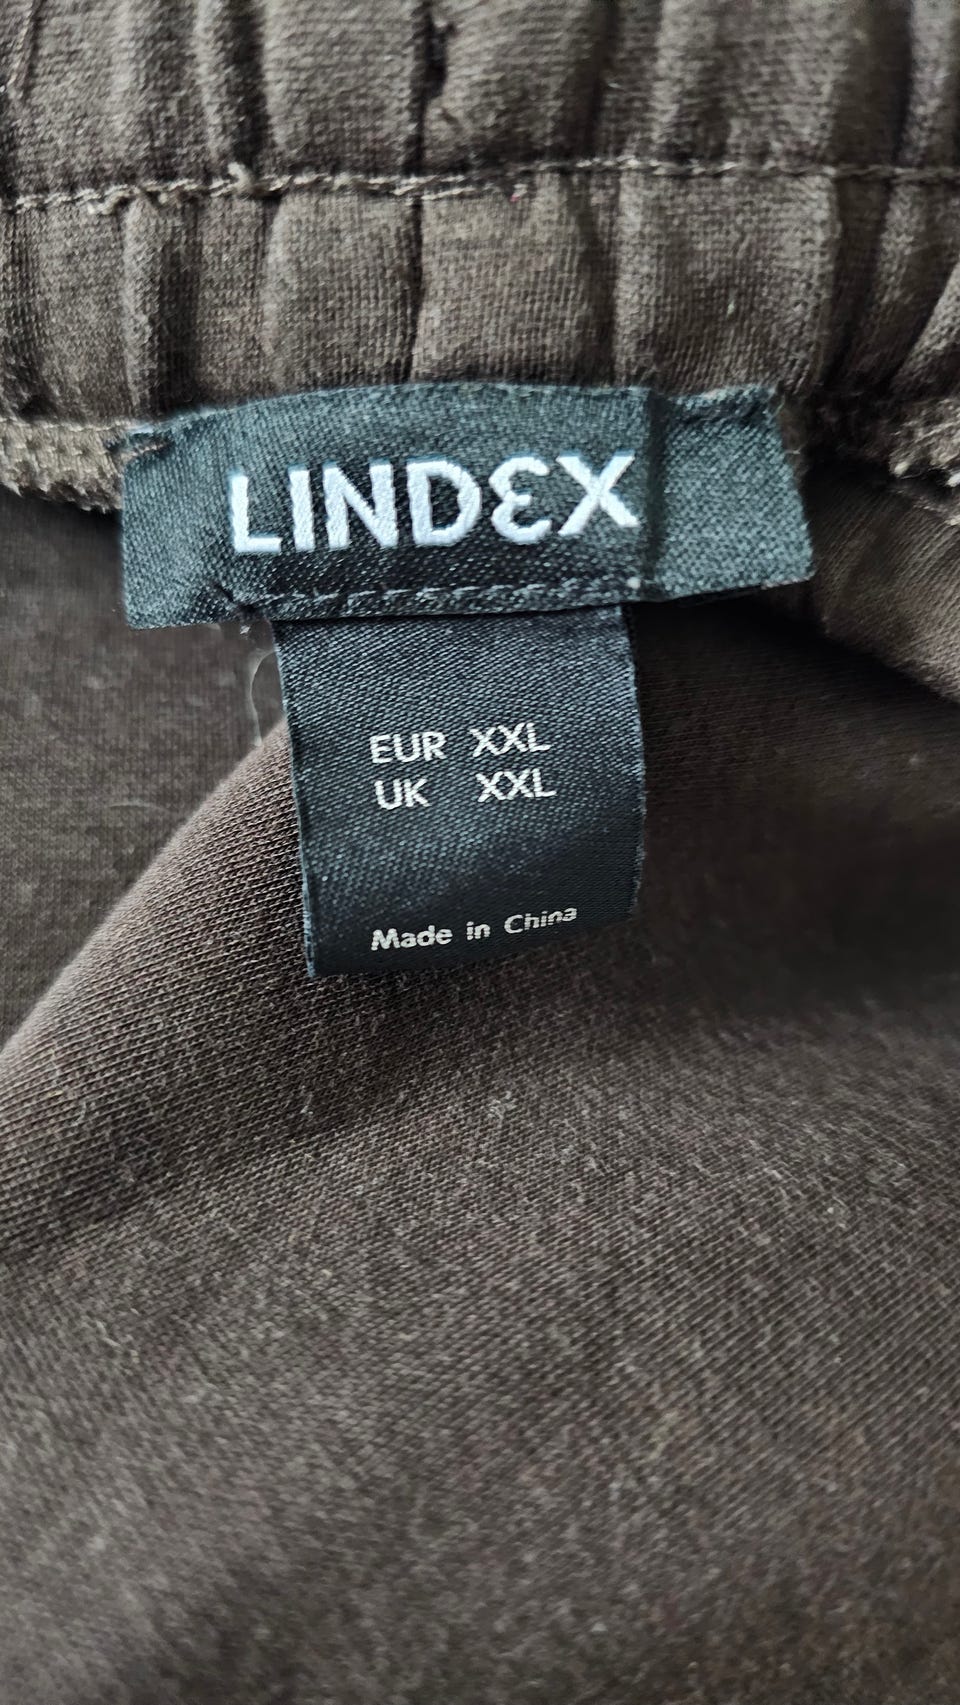 LINDEX
EUR XXL
UK XXL
Made in China